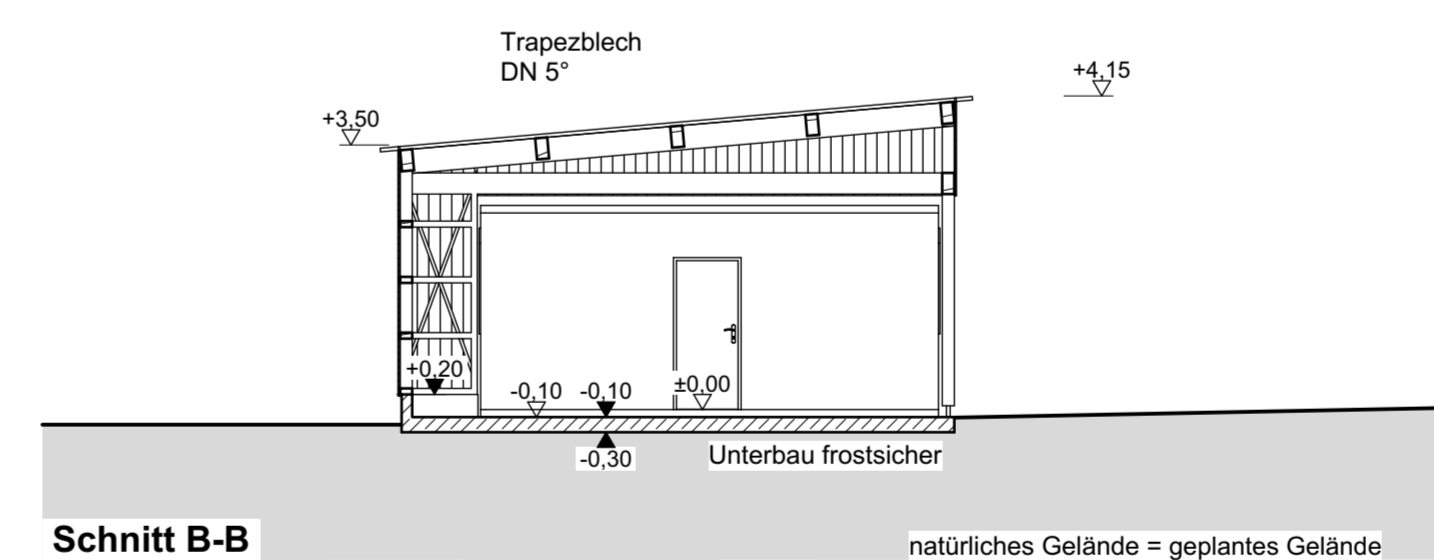 Trapezblech
DN 5°
+4,15
+3,50
+0,20
-0,10
-0,10
±0,00
-0,30
Unterbau frostsicher
Schnitt B-B
natürliches Gelände = geplantes Gelände